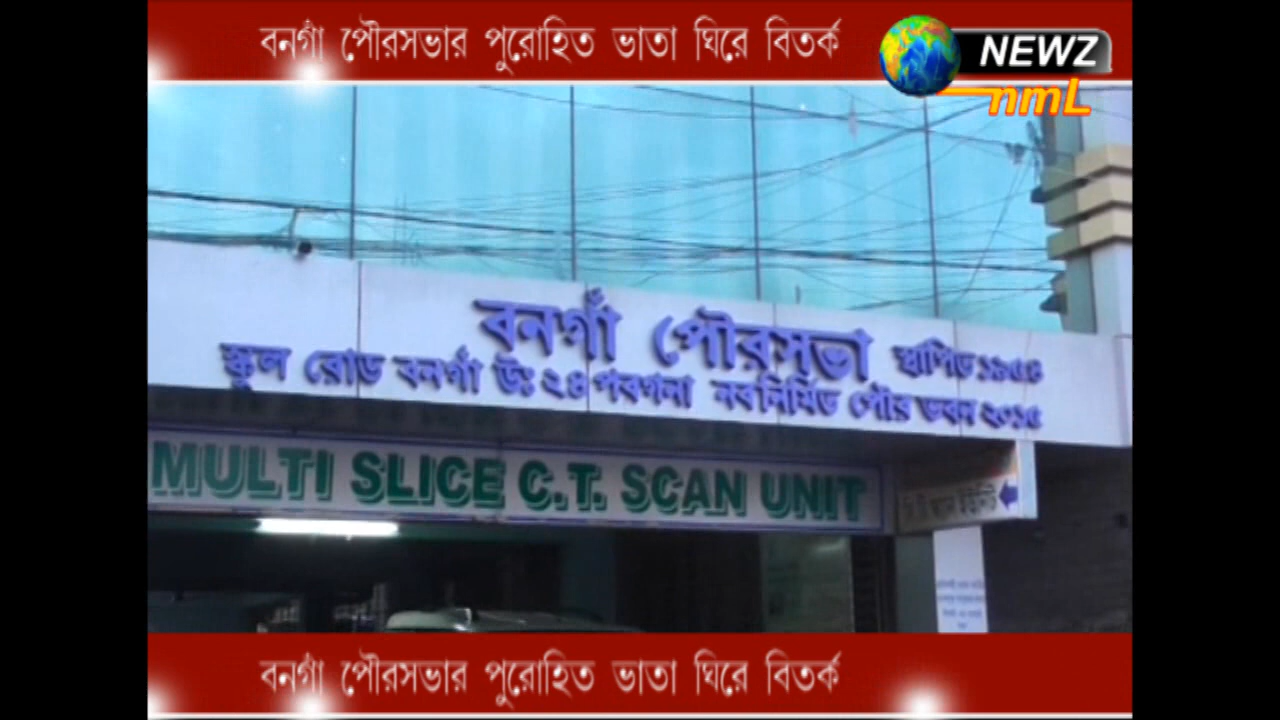 বনগাঁ পৌরসভার পুরোহিত ভাতা ঘিরে বিতর্ক
NEWZ
nmL
বনগাঁ পৌরসভা স্থাপিত ১৯৫৪
স্কুল রোড বনগাঁ উঃ ২৪ পরগনা নবনির্মিত পৌর ভবন ২০১৫
MULTI SLICE C.T. SCAN UNIT
বনগাঁ পৌরসভার পুরোহিত ভাতা ঘিরে বিতর্ক